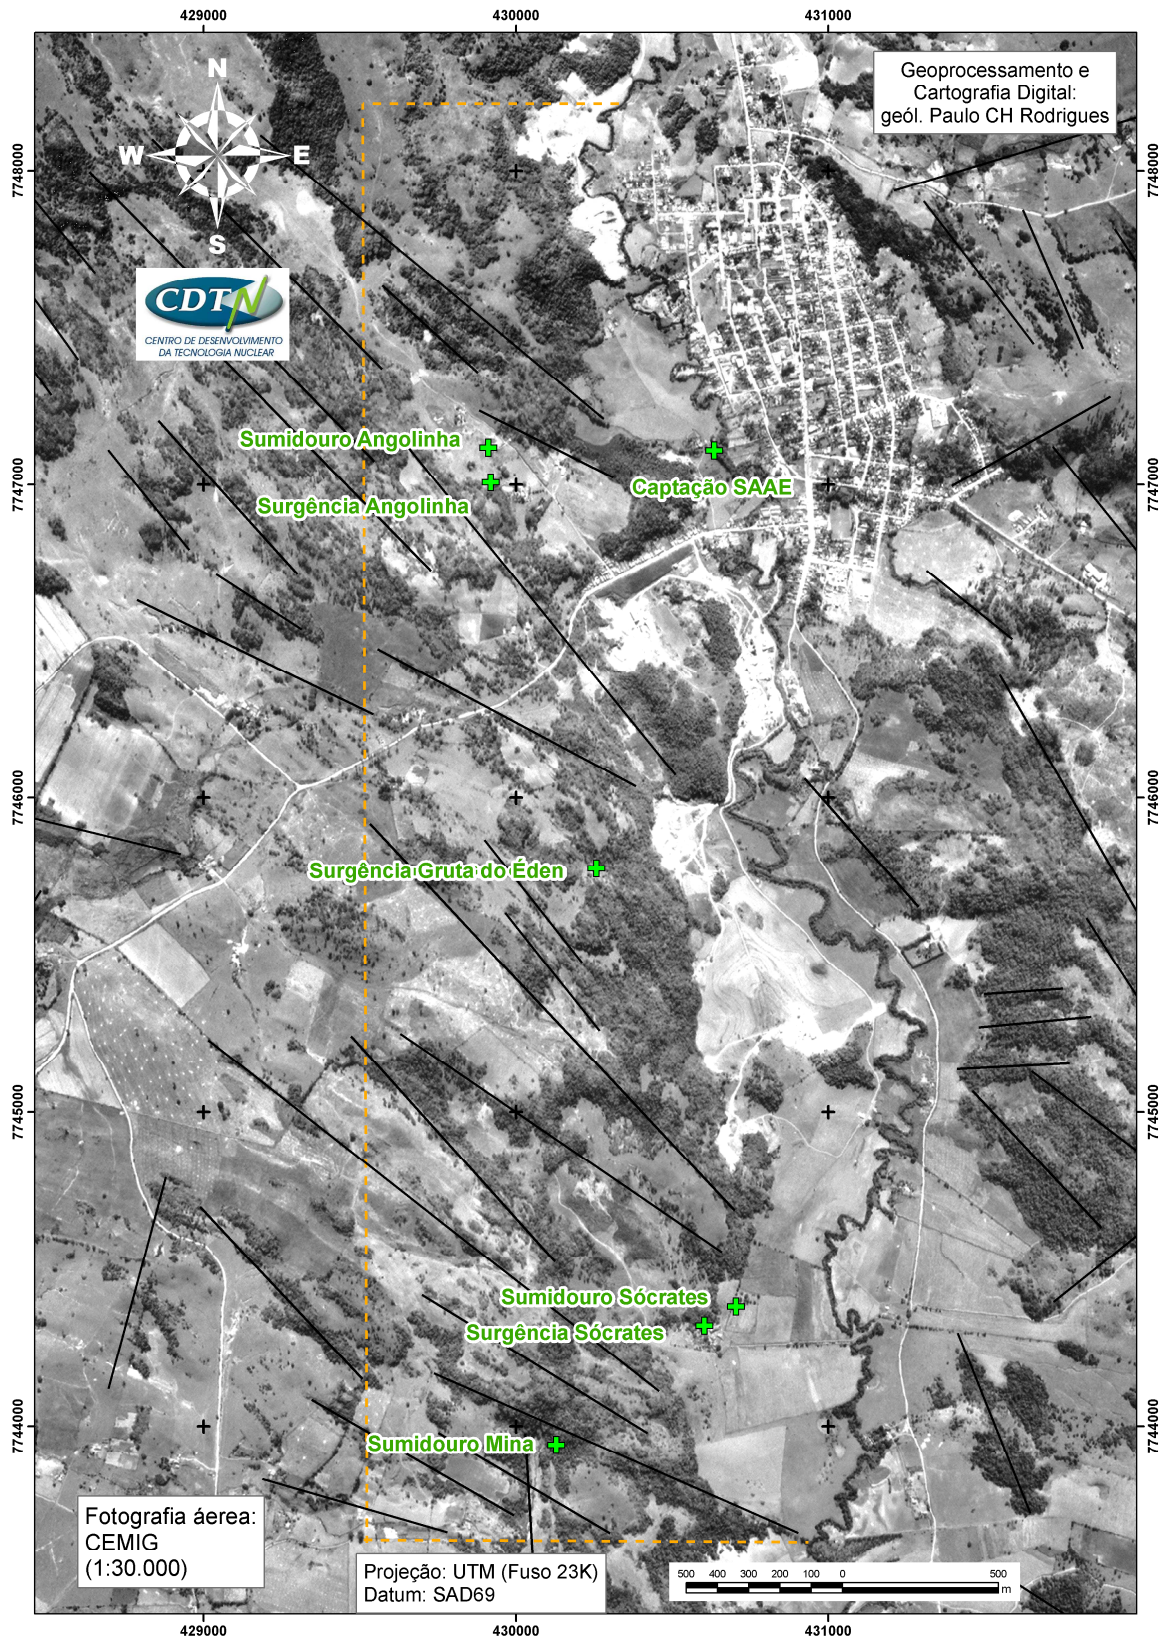 429000
430000
431000
Geoprocessamento e
Cartografia Digital:
geól. Paulo CH Rodrigues
N
W
E
S
7748000
7748000
CDTN
CENTRO DE DESENVOLVIMENTO
DA TECNOLOGIA NUCLEAR
Sumidouro Angolinha
Captação SAAE
Surgência Angolinha
7747000
7747000
7746000
7746000
Surgência Gruta do Éden
7745000
7745000
Sumidouro Sócrates
Surgência Sócrates
7744000
7744000
Sumidouro Mina
Fotografia áerea:
CEMIG
(1:30.000)
Projeção: UTM (Fuso 23K)
Datum: SAD69
500 400 300 200 100 0 500
m
429000
430000
431000